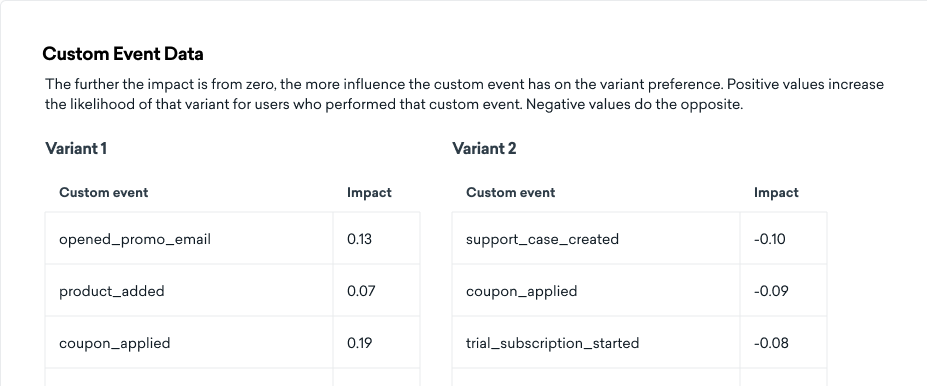 Custom Event Data
The further the impact is from zero, the more influence the custom event has on the variant preference. Positive values increase
the likelihood of that variant for users who performed that custom event. Negative values do the opposite.
Variant 1
Custom event Impact
opened_promo_email 0.13
product_added 0.07
coupon_applied 0.19
Variant 2
Custom event Impact
support_case_created -0.10
coupon_applied -0.09
trial_subscription_started -0.08